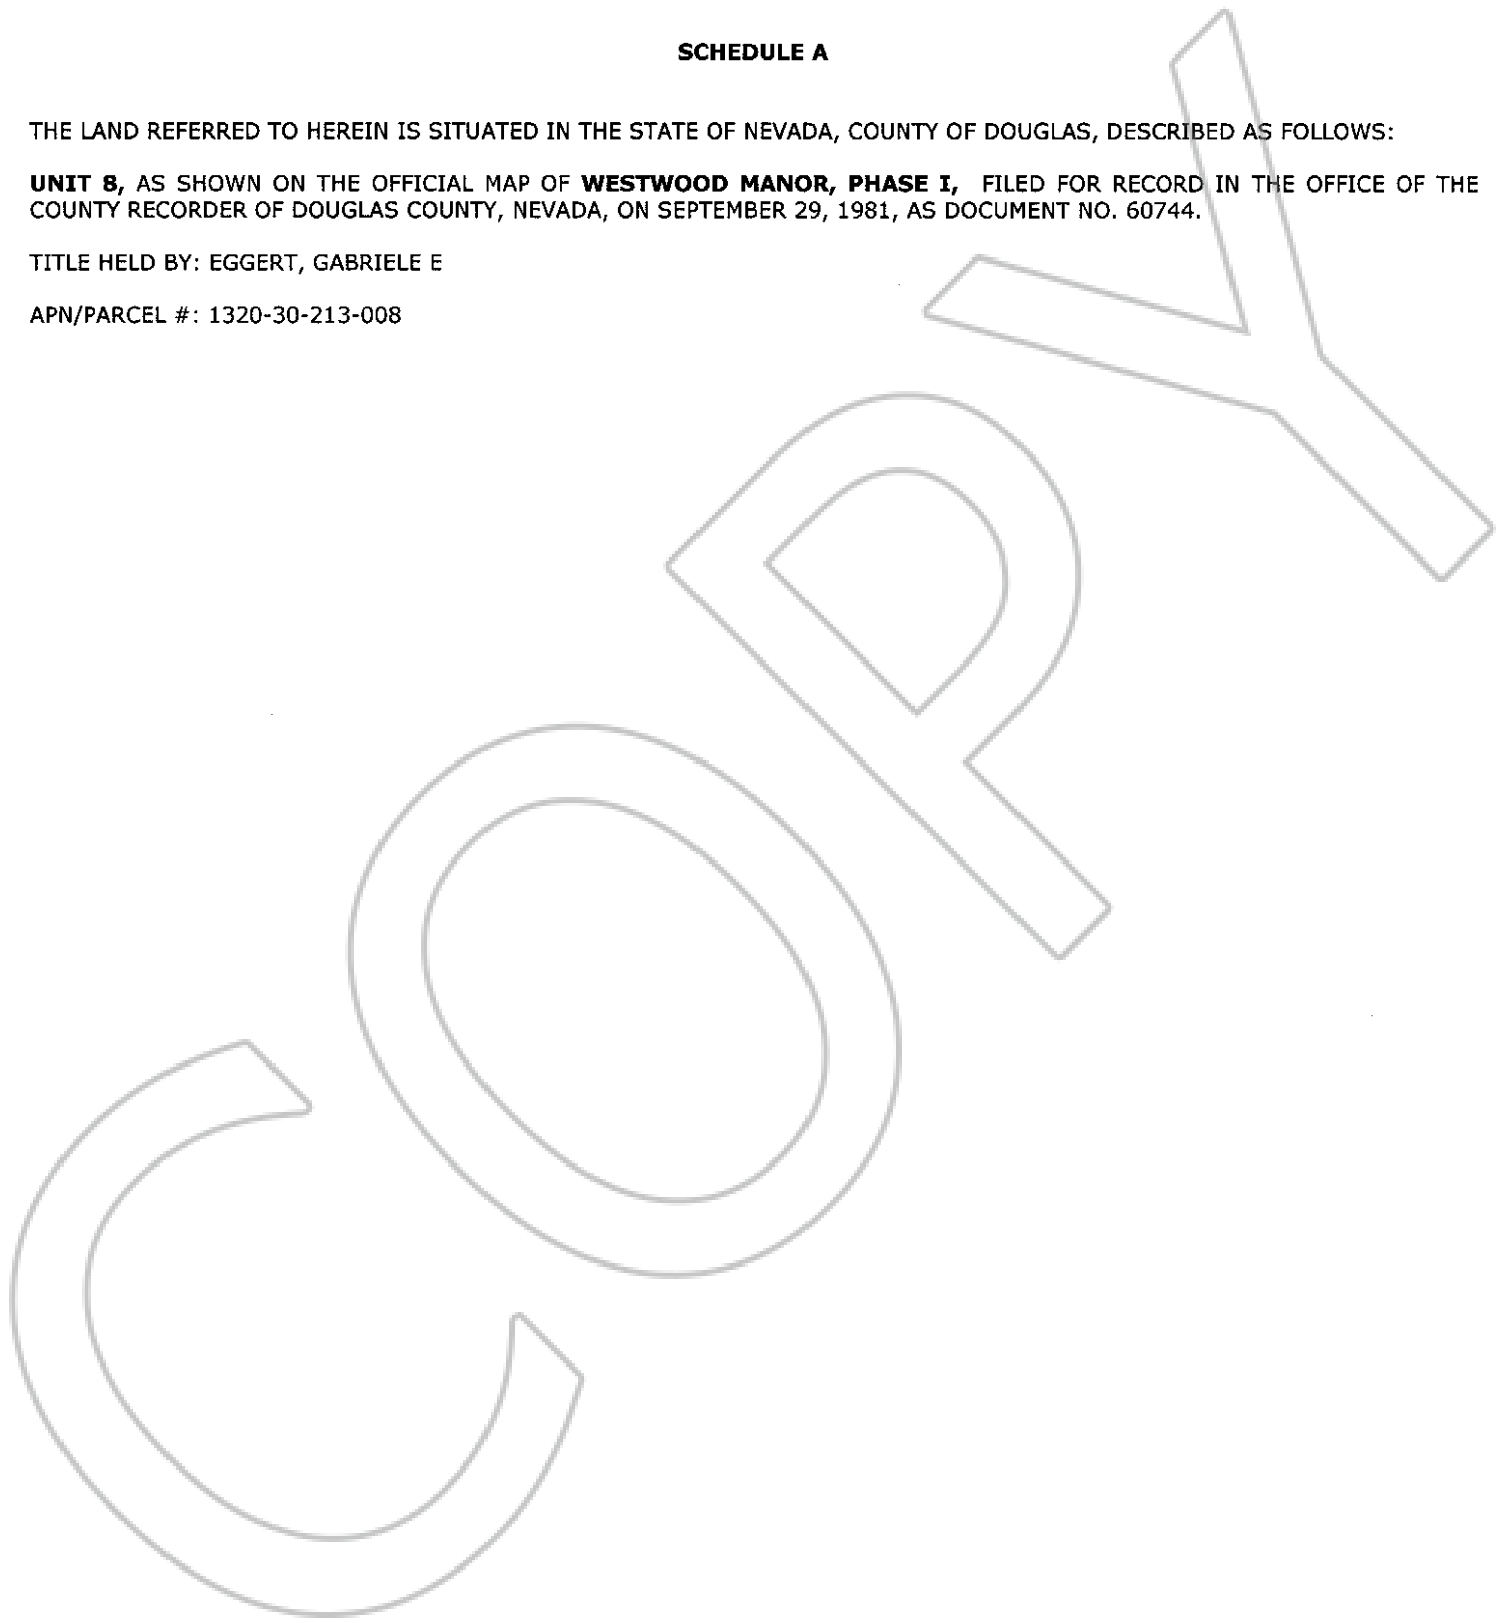 SCHEDULE A
THE LAND REFERRED TO HEREIN IS SITUATED IN THE STATE OF NEVADA, COUNTY OF DOUGLAS, DESCRIBED AS FOLLOWS:
UNIT 8, AS SHOWN ON THE OFFICIAL MAP OF WESTWOOD MANOR, PHASE I, FILED FOR RECORD IN THE OFFICE OF THE
COUNTY RECORDER OF DOUGLAS COUNTY, NEVADA, ON SEPTEMBER 29, 1981, AS DOCUMENT NO. 60744.
TITLE HELD BY: EGGERT, GABRIELE E
APN/PARCEL #: 1320-30-213-008
COPY